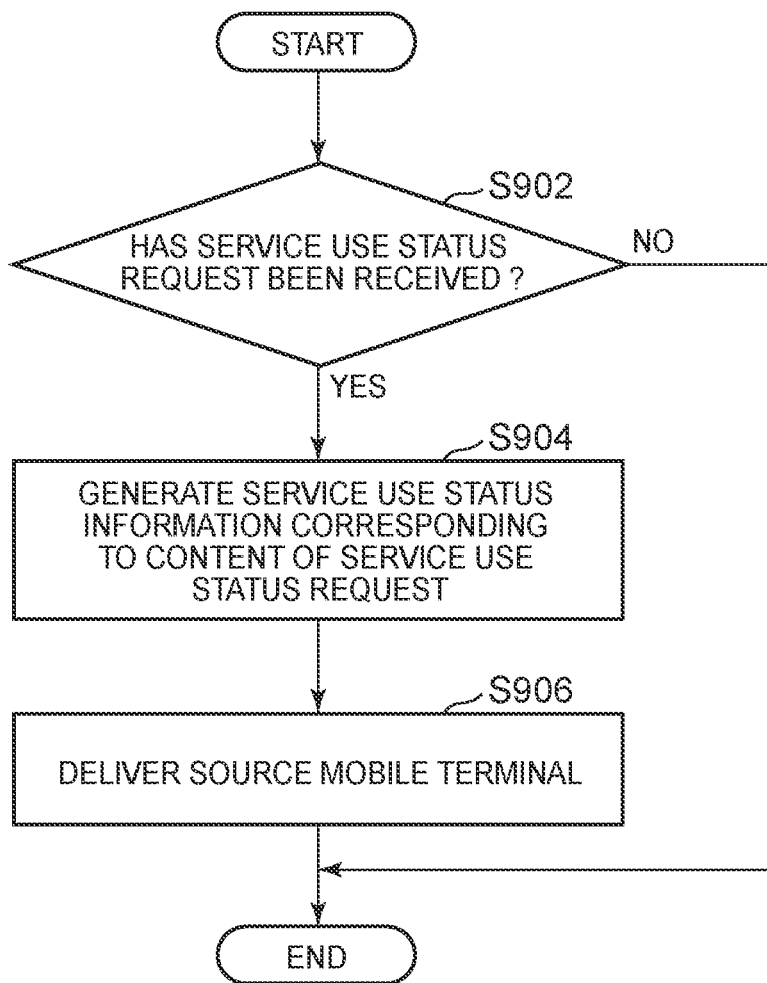 START
S902
HAS SERVICE USE STATUS
REQUEST BEEN RECEIVED ?
NO
YES
S904
GENERATE SERVICE USE STATUS
INFORMATION CORRESPONDING
TO CONTENT OF SERVICE USE
STATUS REQUEST
S906
DELIVER SOURCE MOBILE TERMINAL
END